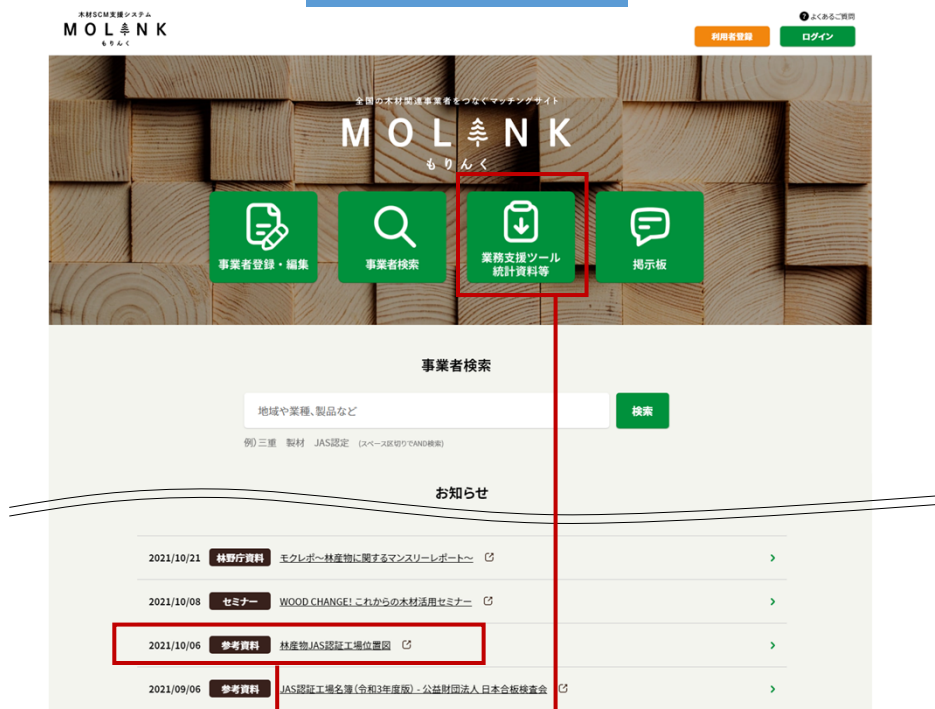 木材SCM支援システム
MOLINK
もりんく
よくあるご質問
利用者登録
ログイン
全国の木材関連事業者をつなぐマッチングサイト
MOLINK
もりんく
事業者登録・編集
事業者検索
業務支援ツール
統計資料等
掲示板
事業者検索
地域や業種、製品など
検索
例）三重 製材 JAS認定 (スペース区切りでAND検索)
お知らせ
2021/10/21 林野庁資料 モクレポ～林産物に関するマンスリーレポート～
2021/10/08 セミナー WOOD CHANGE! これからの木材活用セミナー
2021/10/06 参考資料 林産物JAS認証工場位置図
2021/09/06 参考資料 JAS認証工場名簿（令和3年度版） - 公益財団法人 日本合板検査会